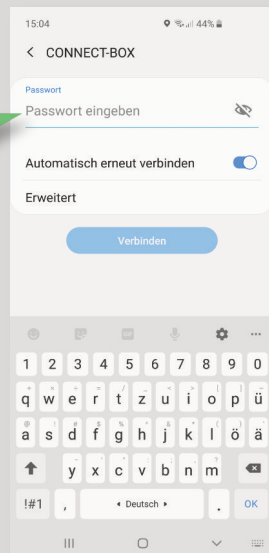 15:04 44%
< CONNECT-BOX
Passwort
Passwort eingeben
Automatisch erneut verbinden
Erweitert
Verbinden
1 2 3 4 5 6 7 8 9 0
q w e r t z u i o p ü
a s d f g h j k l ö ä
y x c v b n m
!#1 , Deutsch . OK